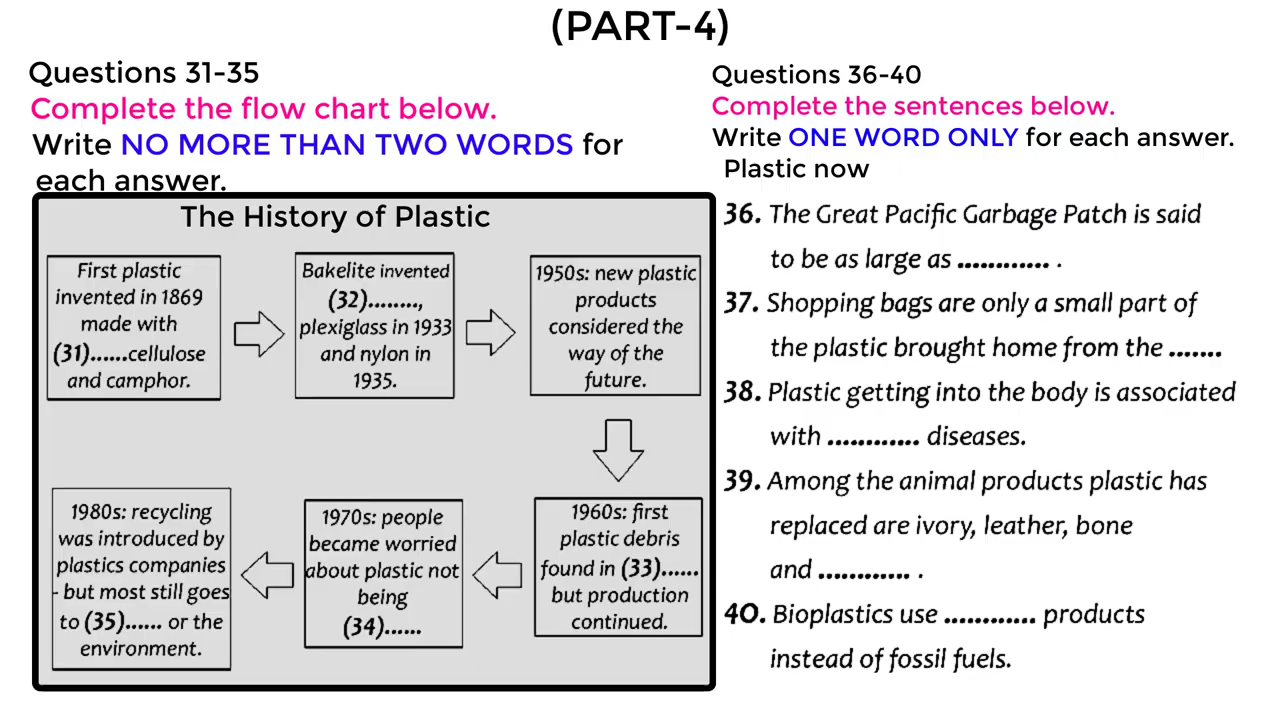 (PART-4)
Questions 31-35
Complete the flow chart below.
Write NO MORE THAN TWO WORDS for
each answer.
The History of Plastic
First plastic
invented in 1869
made with
(31)......cellulose
and camphor.
Bakelite invented
(32)........,
plexiglass in 1933
and nylon in
1935.
1950s: new plastic
products
considered the
way of the
future.
1960s: first
plastic debris
found in (33)......
but production
continued.
1970s: people
became worried
about plastic not
being
(34)......
1980s: recycling
was introduced by
plastics companies
- but most still goes
to (35)...... or the
environment.
Questions 36-40
Complete the sentences below.
Write ONE WORD ONLY for each answer.
Plastic now
36. The Great Pacific Garbage Patch is said
to be as large as ............ .
37. Shopping bags are only a small part of
the plastic brought home from the .......
38. Plastic getting into the body is associated
with ............ diseases.
39. Among the animal products plastic has
replaced are ivory, leather, bone
and ............ .
40. Bioplastics use ............ products
instead of fossil fuels.